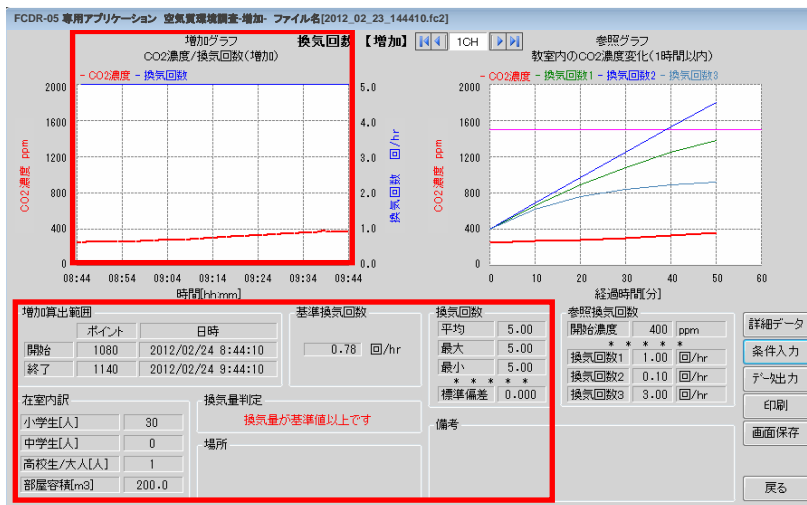 FCDR-05 専用アプリケーション 空気質環境調査-増加- ファイル名[2012_02_23_144410.fc2]
増加グラフ
換気回数 【増加】
1CH
参照グラフ
CO2濃度/換気回数(増加)
教室内のCO2濃度変化(1時間以内)
- CO2濃度 - 換気回数
- CO2濃度 - 換気回数1 - 換気回数2 - 換気回数3
2000
1600
1200
800
400
0
CO2濃度 ppm
5.0
4.0
3.0
2.0
1.0
0.0
換気回数 回/hr
08:44 08:54 09:04 09:14 09:24 09:34 09:44
時間[hh:mm]
2000
1600
1200
800
400
0
CO2濃度 ppm
0 10 20 30 40 50 60
経過時間[分]
増加算出範囲
ポイント 日時
開始 1080 2012/02/24 8:44:10
終了 1140 2012/02/24 9:44:10
基準換気回数
0.78 回/hr
換気回数
平均 5.00
最大 5.00
最小 5.00
* * * * *
標準偏差 0.000
参照換気回数
開始濃度 400 ppm
* * * * *
換気回数1 1.00 回/hr
換気回数2 0.10 回/hr
換気回数3 3.00 回/hr
在室内訳
小学生[人] 30
中学生[人] 0
高校生/大人[人] 1
部屋容積[m3] 200.0
換気量判定
換気量が基準値以上です
場所
備考
詳細データ
条件入力
データ出力
印刷
画面保存
戻る